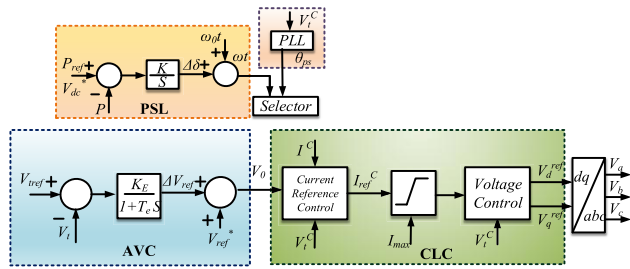 V_t^C
PLL
θ_ps
ω_0t
P_ref +
V_dc^*
−
P
K
S
Δδ +
+
ωt
PSL
Selector
V_tref +
−
V_t
K_E
1+T_eS
ΔV_ref +
+
V_ref^*
V_0
AVC
I^C
Current
Reference
Control
V_t^C
I_ref^C
I_max
Voltage
Control
V_t^C
CLC
V_d^ref
V_q^ref
dq
abc
V_a
V_b
V_c